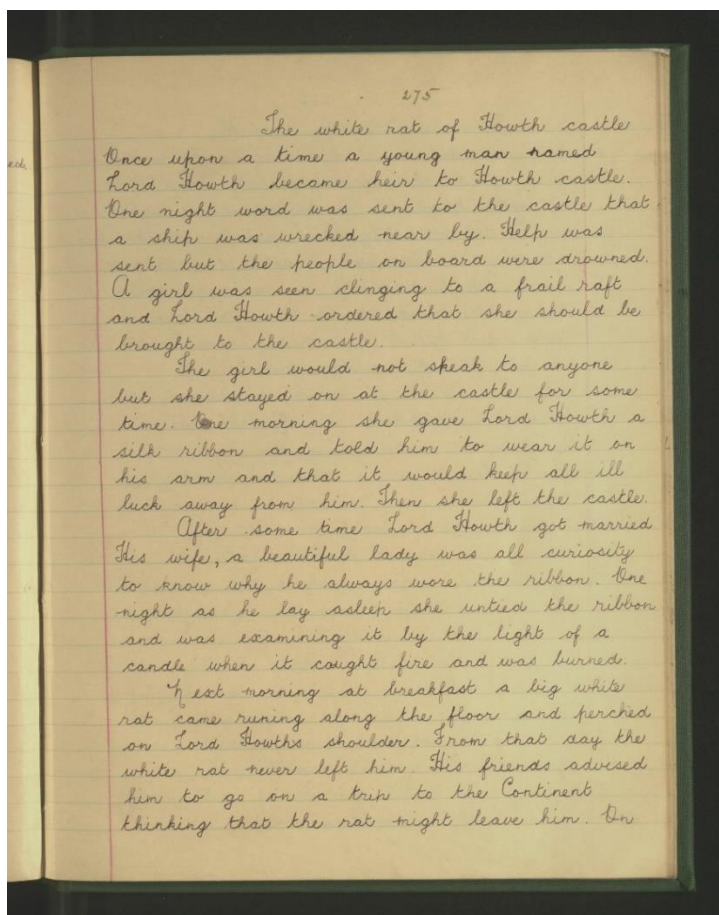 275
The white rat of Howth castle
Once upon a time a young man named
Lord Howth became heir to Howth castle.
One night word was sent to the castle that
a ship was wrecked near by. Help was
sent but the people on board were drowned.
A girl was seen clinging to a frail raft
and Lord Howth ordered that she should be
brought to the castle.
The girl would not speak to anyone
but she stayed on at the castle for some
time. One morning she gave Lord Howth a
silk ribbon and told him to wear it on
his arm and that it would keep all ill
luck away from him. Then she left the castle.
After some time Lord Howth got married
His wife, a beautiful lady was all curiosity
to know why he always wore the ribbon. One
night as he lay asleep she untied the ribbon
and was examining it by the light of a
candle when it caught fire and was burned.
Next morning at breakfast a big white
rat came runing along the floor and perched
on Lord Howths shoulder. From that day the
white rat never left him. His friends advised
him to go on a trip to the Continent
thinking that the rat might leave him. On